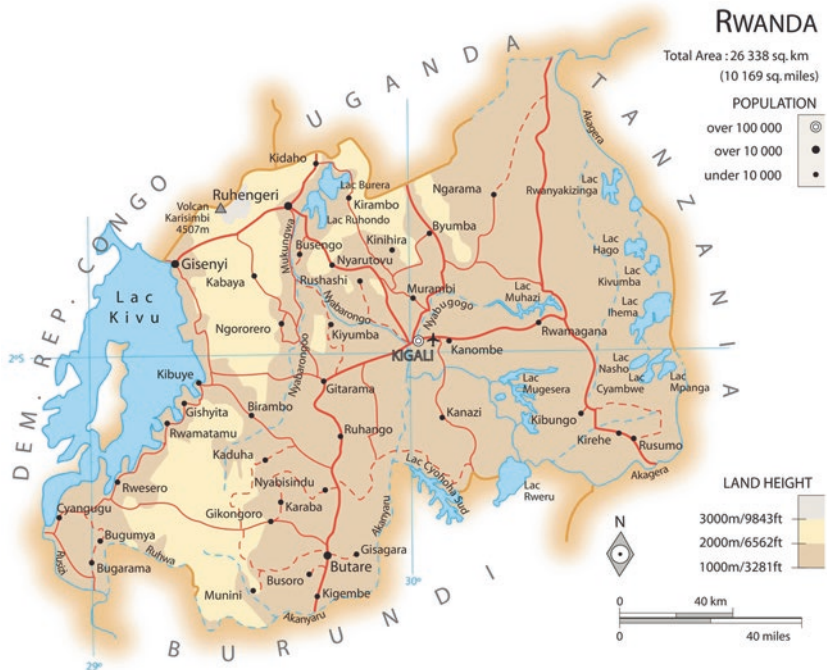 RWANDA
Total Area : 26 338 sq. km
(10 169 sq. miles)
POPULATION
over 100 000
over 10 000
under 10 000
UGANDA
TANZANIA
DEM. REP. CONGO
BURUNDI
Kidaho
Ruhengeri
Volcan
Karisimbi
4507m
Lac Burera
Kirambo
Lac Ruhondo
Ngarama
Lac
Rwanyakizinga
Akagera
Gisenyi
Mukungwa
Busengo
Nyarutovu
Kinihira
Byumba
Lac
Hago
Lac
Kivumba
Lac
Ihema
Kabaya
Rushashi
Murambi
Nyabugogo
Lac
Muhazi
Lac
Kivu
Ngororero
Nyabarongo
Kiyumba
Rwamagana
KIGALI
Kanombe
2°S
Nyabarongoo
Lac
Nasho
Lac
Cyambwe
Lac
Mpanga
Kibuye
Gitarama
Lac
Mugesera
Gishyita
Birambo
Kanazi
Kibungo
Rwamatamu
Ruhango
Kirehe
Rusumo
Kaduha
Lac Cyohoha Sud
Lac
Rweru
Akagera
Rwesero
Nyabisindu
Karaba
Gikongoro
Akanyaru
Cyangugu
Bugumya
Rusizi
Ruhwa
Bugarama
Gisagara
Butare
Busoro
Munini
Kigembe
Akanyaru
30°
29°
LAND HEIGHT
3000m/9843ft
2000m/6562ft
1000m/3281ft
N
0 40 km
0 40 miles